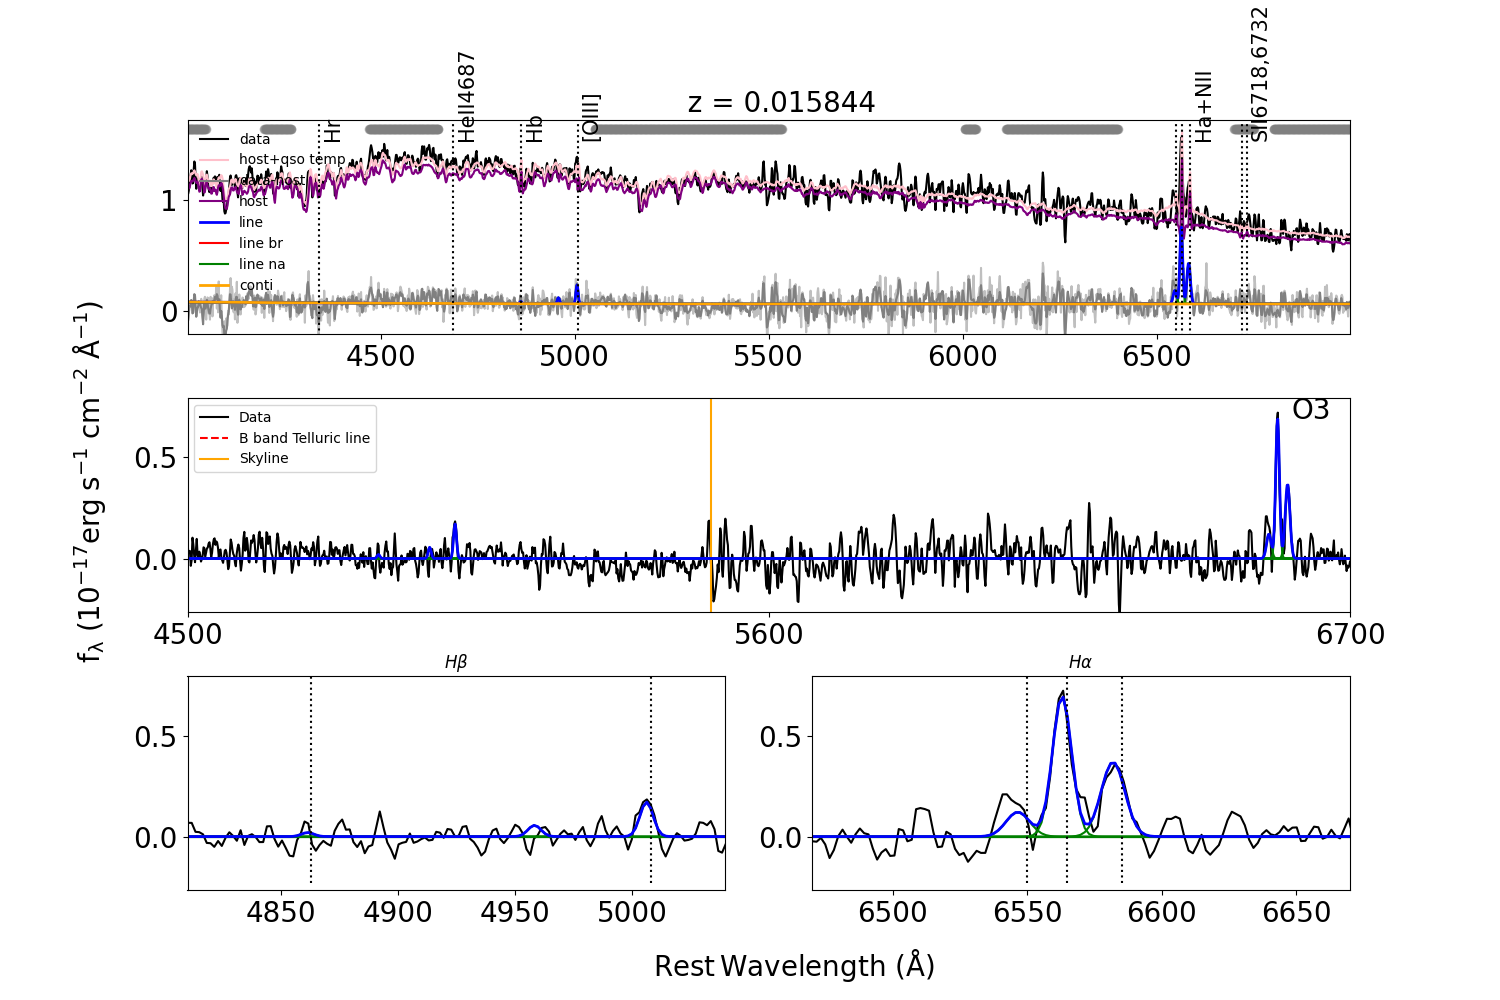 z = 0.015844
Hr
HeII4687
Hb
[OIII]
Ha+NII
SII6718,6732
data
host+qso temp
data-host
host
line
line br
line na
conti
1
0
4500 5000 5500 6000 6500
fλ (10⁻¹⁷erg s⁻¹ cm⁻² Å⁻¹)
O3
Data
B band Telluric line
Skyline
0.5
0.0
4500 5600 6700
Hβ
0.5
0.0
4850 4900 4950 5000
Hα
0.5
0.0
6500 6550 6600 6650
Rest Wavelength (Å)